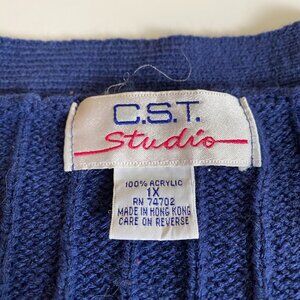 C.S.T.
Studio
100% ACRYLIC
1X
RN 74702
MADE IN HONG KONG
CARE ON REVERSE